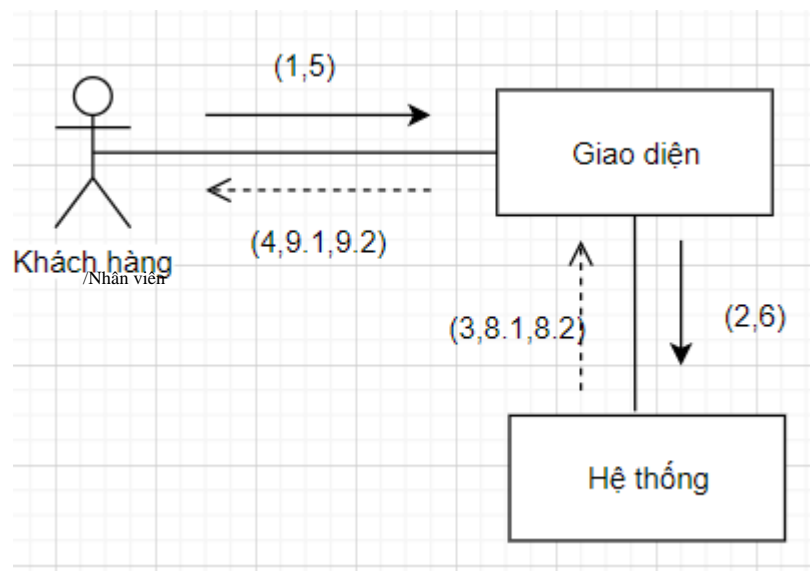 (1,5)
Giao diện
(4,9.1,9.2)
Khách hàng
/Nhân viên
(3,8.1,8.2)
(2,6)
Hệ thống